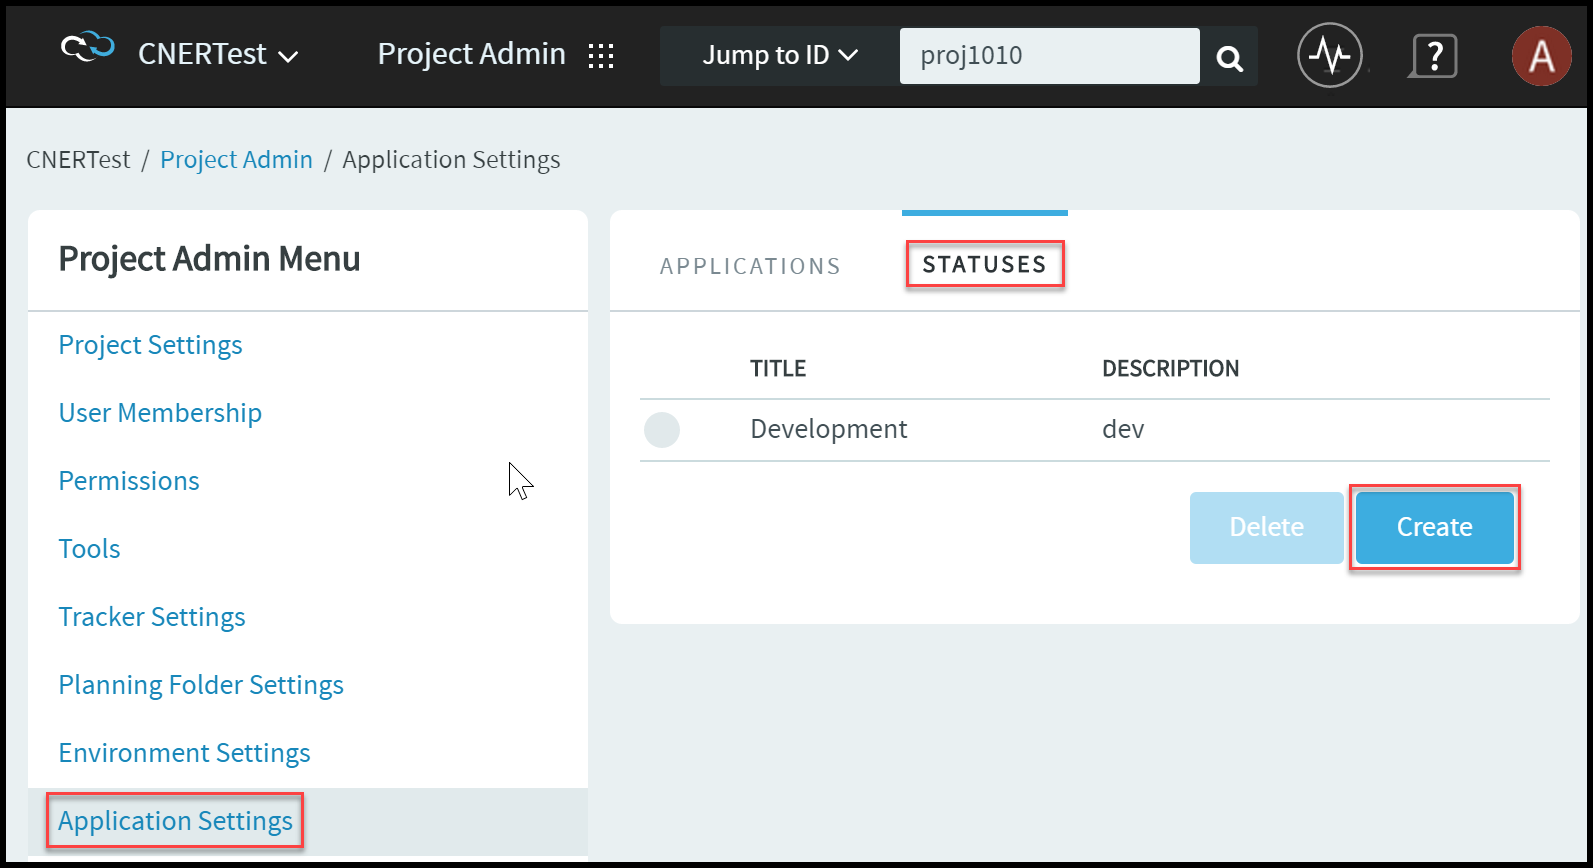 CNERTest Project Admin Jump to ID proj1010 ? A
CNERTest / Project Admin / Application Settings
Project Admin Menu
Project Settings
User Membership
Permissions
Tools
Tracker Settings
Planning Folder Settings
Environment Settings
Application Settings
APPLICATIONS STATUSES
TITLE DESCRIPTION
Development dev
Delete Create